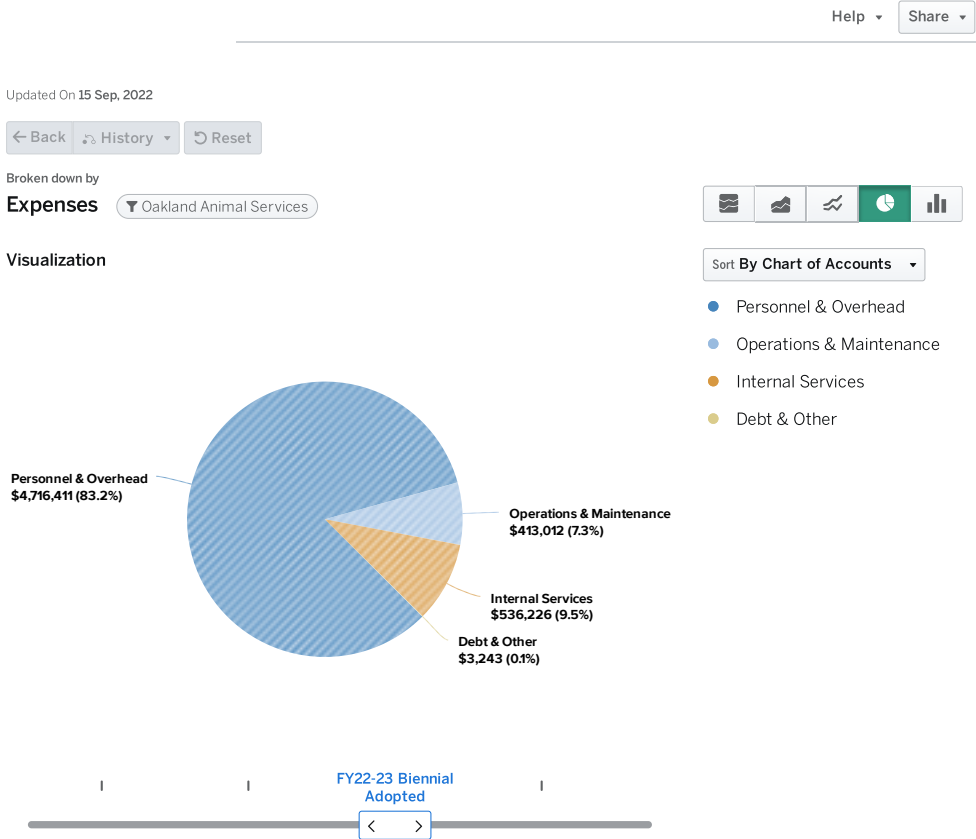 Help
Share
Updated On 15 Sep, 2022
Back
History
Reset
Broken down by
Expenses
Oakland Animal Services
Visualization
Sort By Chart of Accounts
Personnel & Overhead
Operations & Maintenance
Internal Services
Debt & Other
Personnel & Overhead
$4,716,411 (83.2%)
Operations & Maintenance
$413,012 (7.3%)
Internal Services
$536,226 (9.5%)
Debt & Other
$3,243 (0.1%)
FY22-23 Biennial
Adopted